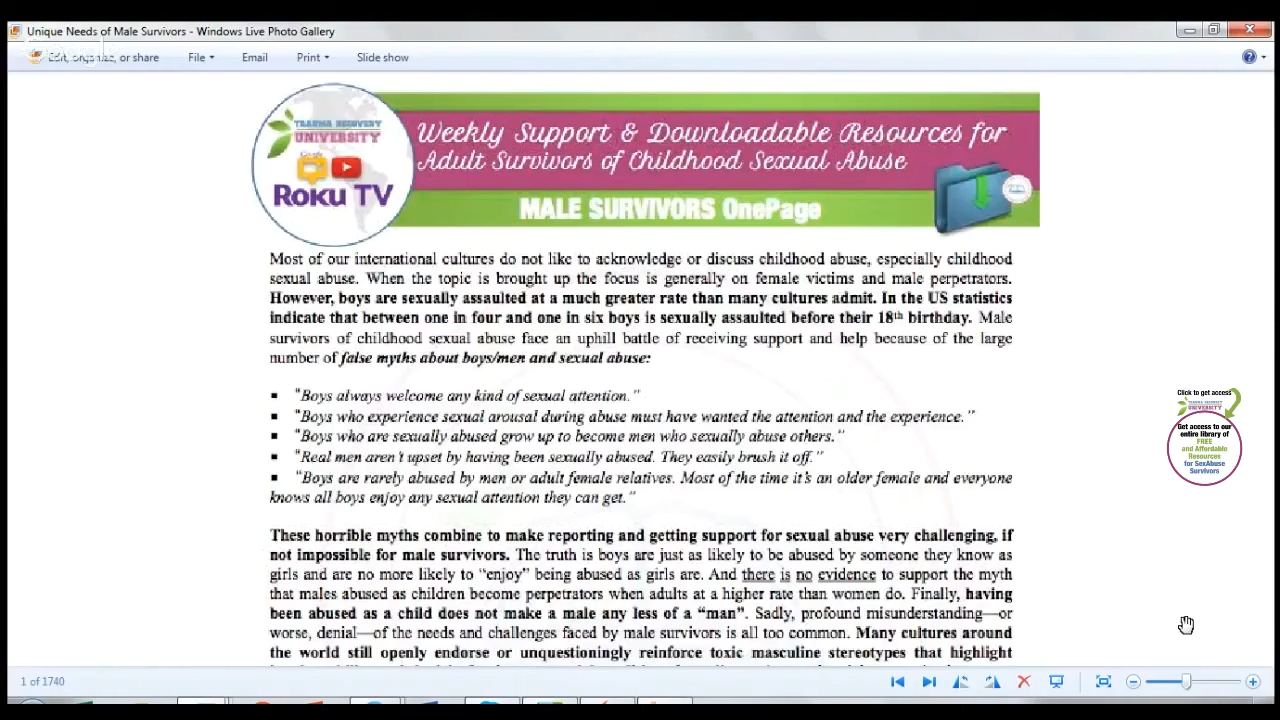 Unique Needs of Male Survivors - Windows Live Photo Gallery
Edit, organize, or share File Email Print Slide show
TRAUMA RECOVERY
UNIVERSITY
Google
Roku TV
Weekly Support & Downloadable Resources for
Adult Survivors of Childhood Sexual Abuse
MALE SURVIVORS OnePage
Most of our international cultures do not like to acknowledge or discuss childhood abuse, especially childhood
sexual abuse. When the topic is brought up the focus is generally on female victims and male perpetrators.
However, boys are sexually assaulted at a much greater rate than many cultures admit. In the US statistics
indicate that between one in four and one in six boys is sexually assaulted before their 18th birthday. Male
survivors of childhood sexual abuse face an uphill battle of receiving support and help because of the large
number of false myths about boys/men and sexual abuse:
▪ "Boys always welcome any kind of sexual attention."
▪ "Boys who experience sexual arousal during abuse must have wanted the attention and the experience."
▪ "Boys who are sexually abused grow up to become men who sexually abuse others."
▪ "Real men aren't upset by having been sexually abused. They easily brush it off."
▪ "Boys are rarely abused by men or adult female relatives. Most of the time it's an older female and everyone
knows all boys enjoy any sexual attention they can get."
These horrible myths combine to make reporting and getting support for sexual abuse very challenging, if
not impossible for male survivors. The truth is boys are just as likely to be abused by someone they know as
girls and are no more likely to "enjoy" being abused as girls are. And there is no evidence to support the myth
that males abused as children become perpetrators when adults at a higher rate than women do. Finally, having
been abused as a child does not make a male any less of a "man". Sadly, profound misunderstanding—or
worse, denial—of the needs and challenges faced by male survivors is all too common. Many cultures around
the world still openly endorse or unquestioningly reinforce toxic masculine stereotypes that highlight
Click to get access
UNIVERSITY
Get access to our
entire library of
FREE
and Affordable
Resources
for SexAbuse
Survivors
1 of 1740